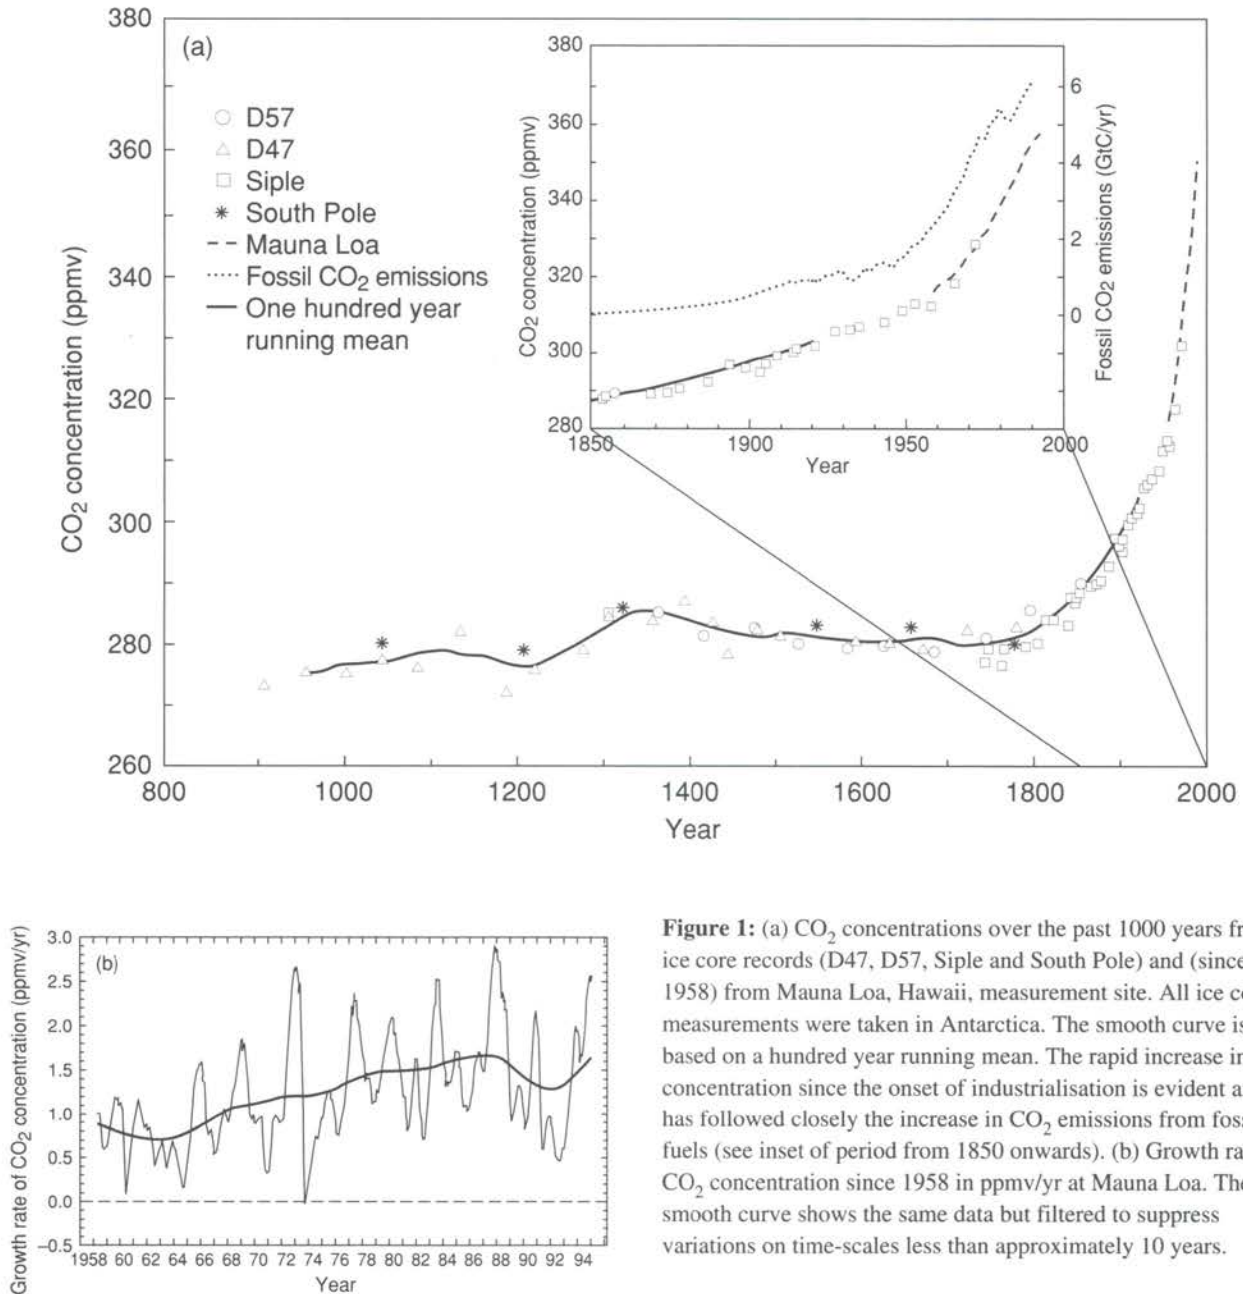 (a)
D57
D47
Siple
South Pole
Mauna Loa
Fossil CO2 emissions
One hundred year
running mean
CO2 concentration (ppmv)
380
360
340
320
300
280
260
800
1000
1200
1400
1600
1800
2000
Year
CO2 concentration (ppmv)
380
360
340
320
300
280
1850
1900
1950
2000
Year
6
4
2
0
Fossil CO2 emissions (GtC/yr)
(b)
Growth rate of CO2 concentration (ppmv/yr)
3.0
2.5
2.0
1.5
1.0
0.5
0.0
–0.5
1958 60 62 64 66 68 70 72 74 76 78 80 82 84 86 88 90 92 94
Year
Figure 1: (a) CO2 concentrations over the past 1000 years
ice core records (D47, D57, Siple and South Pole) and (since
1958) from Mauna Loa, Hawaii, measurement site. All ice
measurements were taken in Antarctica. The smooth curve is
based on a hundred year running mean. The rapid increase in
concentration since the onset of industrialisation is evident
has followed closely the increase in CO2 emissions from
fuels (see inset of period from 1850 onwards). (b) Growth
CO2 concentration since 1958 in ppmv/yr at Mauna Loa. The
smooth curve shows the same data but filtered to suppress
variations on time-scales less than approximately 10 years.